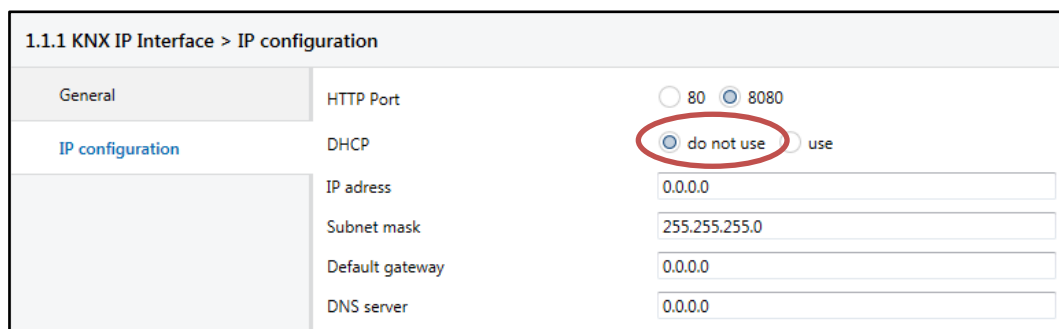 1.1.1 KNX IP Interface > IP configuration
General
HTTP Port 80 8080
IP configuration
DHCP do not use use
IP adress 0.0.0.0
Subnet mask 255.255.255.0
Default gateway 0.0.0.0
DNS server 0.0.0.0